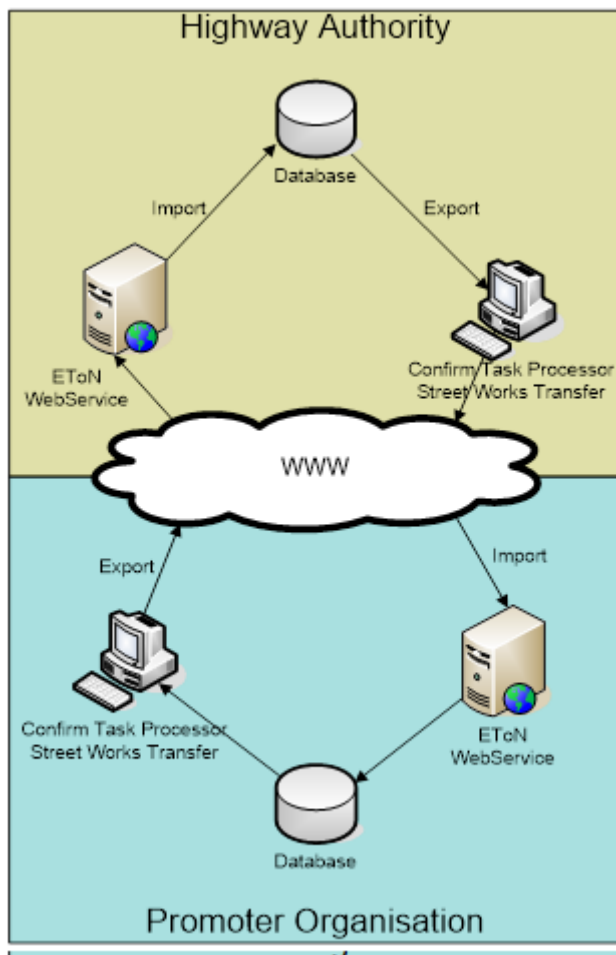 Highway Authority
Database
Import
Export
EToN
WebService
Confirm Task Processor
Street Works Transfer
www
Import
Export
Confirm Task Processor
Street Works Transfer
EToN
WebService
Database
Promoter Organisation